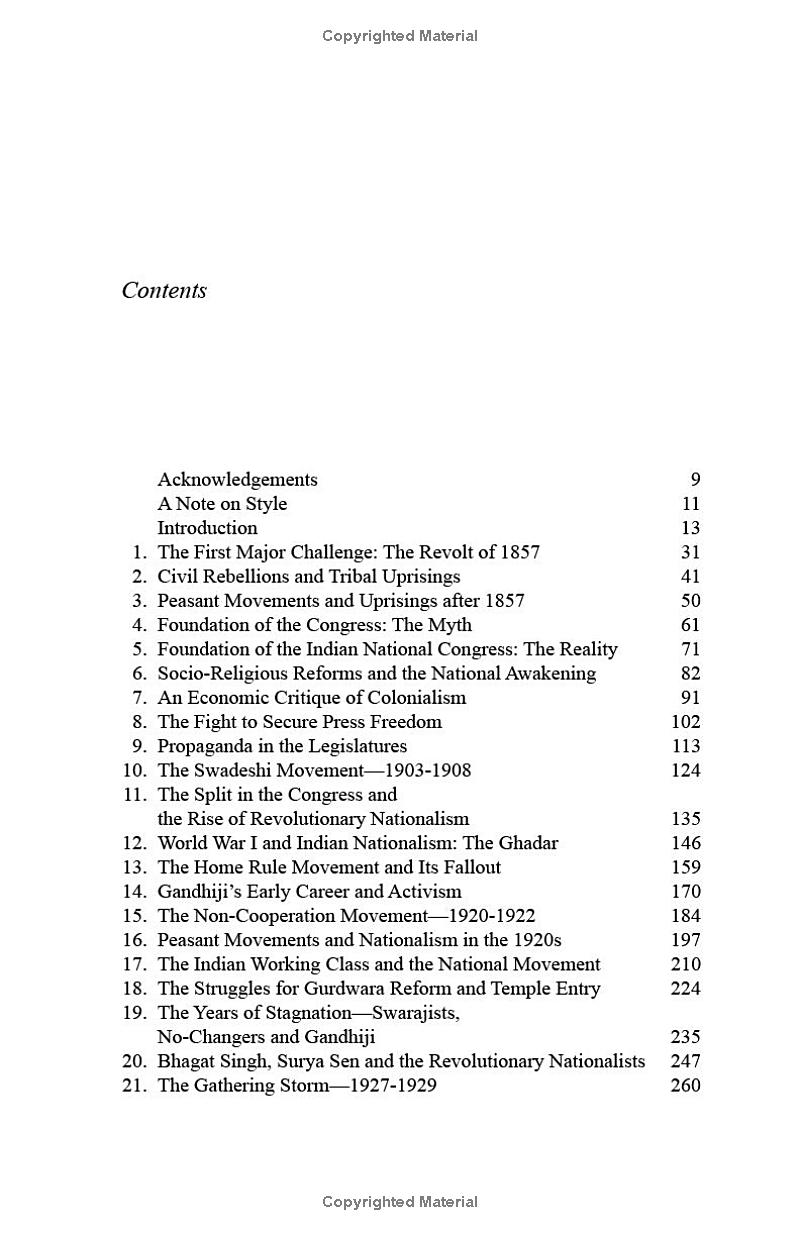 Copyrighted Material
Contents
Acknowledgements 9
A Note on Style 11
Introduction 13
1. The First Major Challenge: The Revolt of 1857 31
2. Civil Rebellions and Tribal Uprisings 41
3. Peasant Movements and Uprisings after 1857 50
4. Foundation of the Congress: The Myth 61
5. Foundation of the Indian National Congress: The Reality 71
6. Socio-Religious Reforms and the National Awakening 82
7. An Economic Critique of Colonialism 91
8. The Fight to Secure Press Freedom 102
9. Propaganda in the Legislatures 113
10. The Swadeshi Movement—1903-1908 124
11. The Split in the Congress and
the Rise of Revolutionary Nationalism 135
12. World War I and Indian Nationalism: The Ghadar 146
13. The Home Rule Movement and Its Fallout 159
14. Gandhiji’s Early Career and Activism 170
15. The Non-Cooperation Movement—1920-1922 184
16. Peasant Movements and Nationalism in the 1920s 197
17. The Indian Working Class and the National Movement 210
18. The Struggles for Gurdwara Reform and Temple Entry 224
19. The Years of Stagnation—Swarajists,
No-Changers and Gandhiji 235
20. Bhagat Singh, Surya Sen and the Revolutionary Nationalists 247
21. The Gathering Storm—1927-1929 260
Copyrighted Material